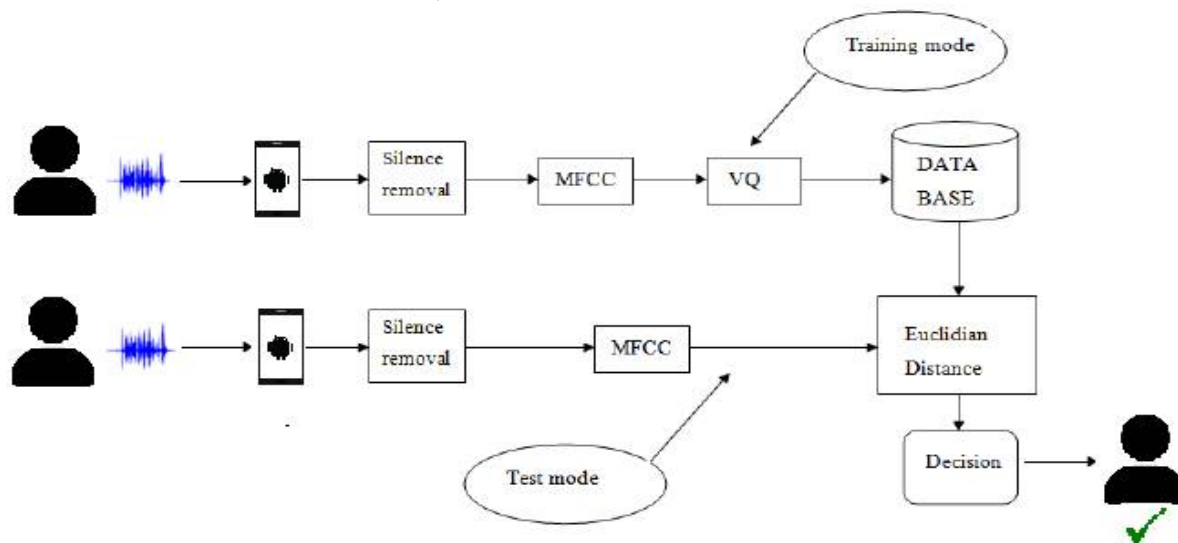 Training mode
Silence
removal
MFCC
VQ
DATA
BASE
Silence
removal
MFCC
Euclidian
Distance
Test mode
Decision